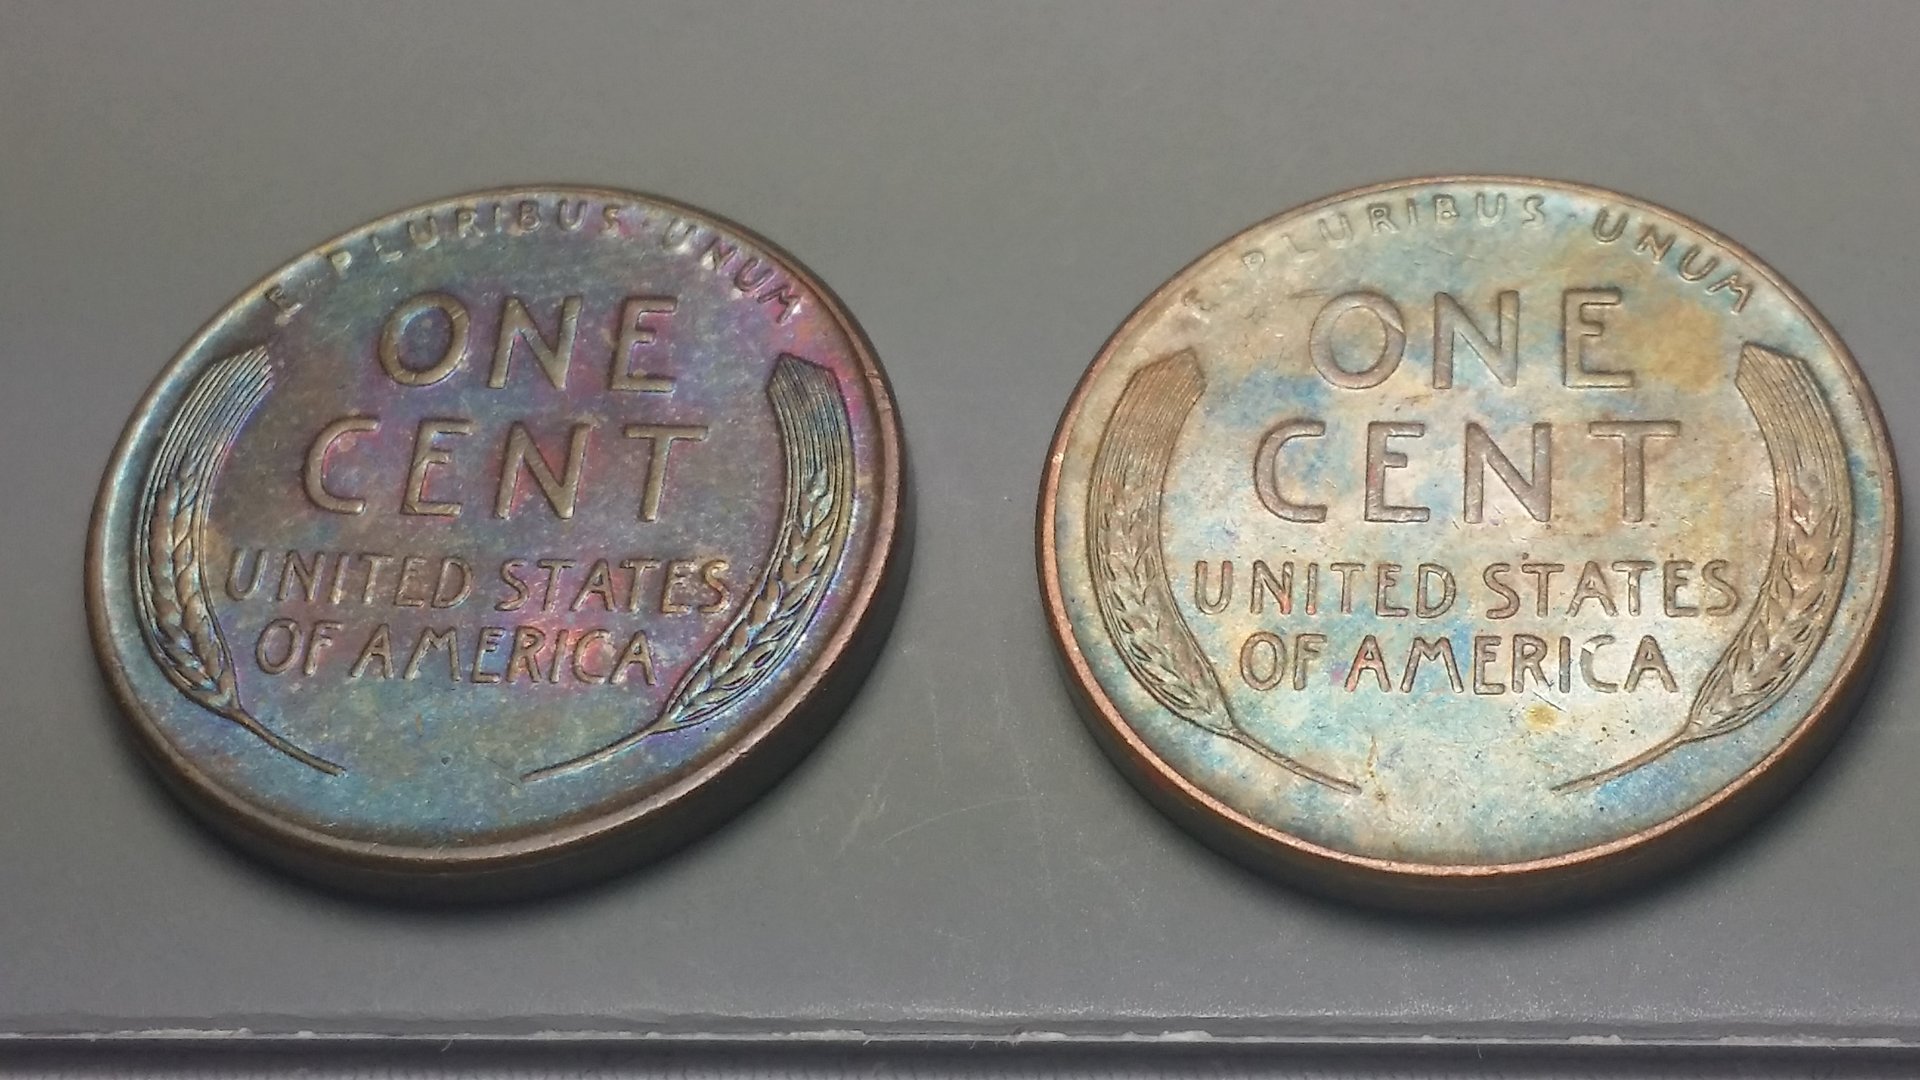 E · PLURIBUS · UNUM
ONE
CENT
UNITED STATES
OF AMERICA
E · PLURIBUS · UNUM
ONE
CENT
UNITED STATES
OF AMERICA